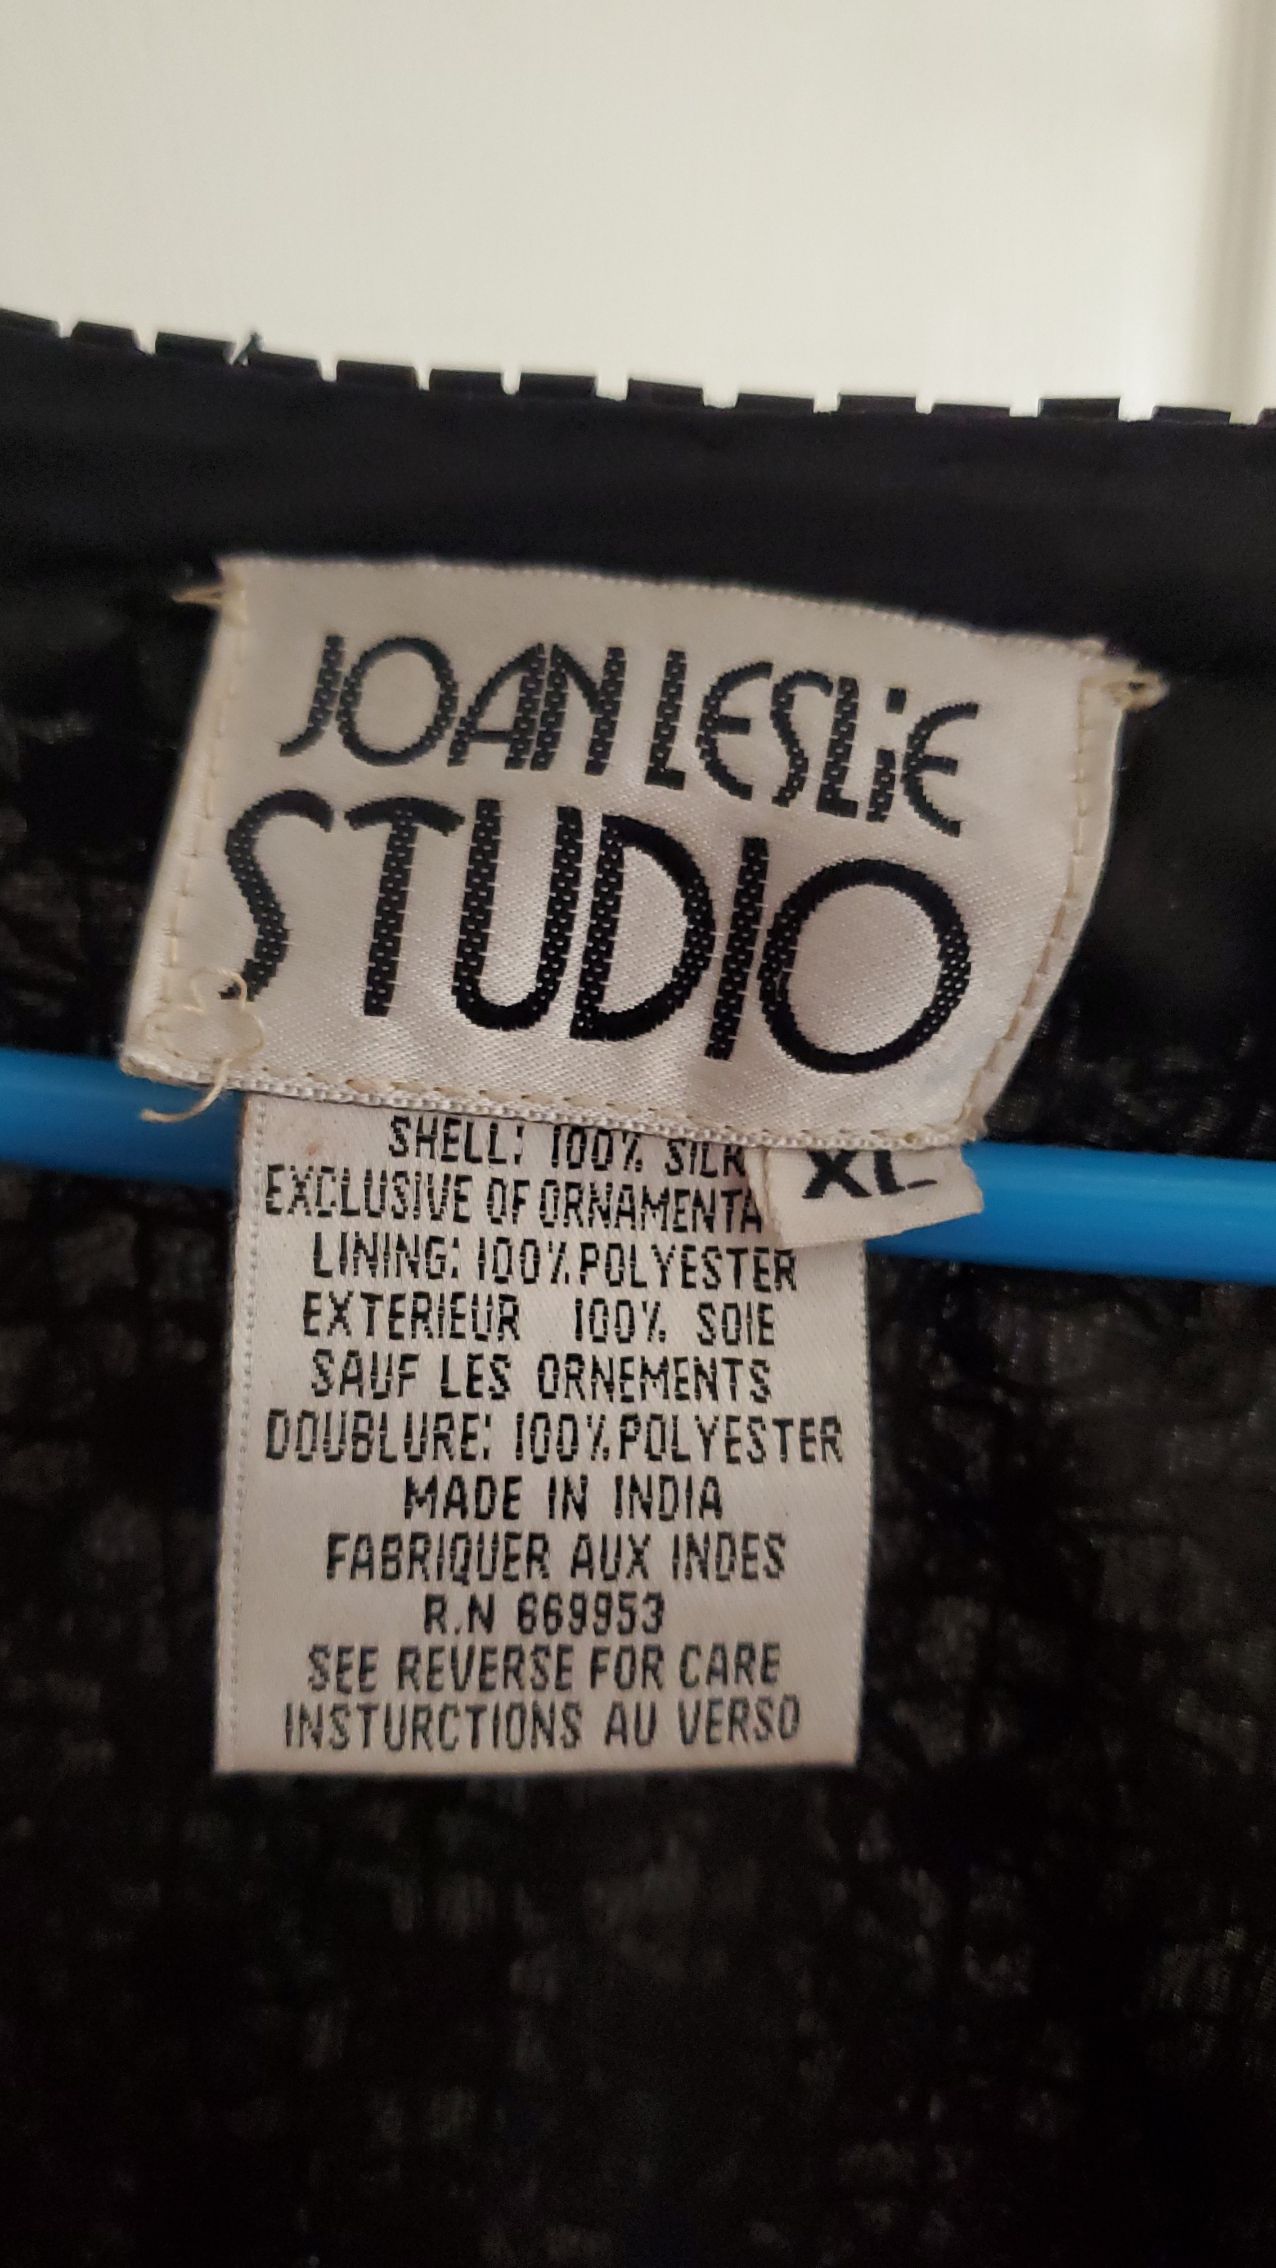 JOAN LESLiE
STUDIO
XL
SHELL: 100% SILK
EXCLUSIVE OF ORNAMENTA
LINING: 100% POLYESTER
EXTERIEUR 100% SOIE
SAUF LES ORNEMENTS
DOUBLURE: 100% POLYESTER
MADE IN INDIA
FABRIQUER AUX INDES
R.N 669953
SEE REVERSE FOR CARE
INSTURCTIONS AU VERSO